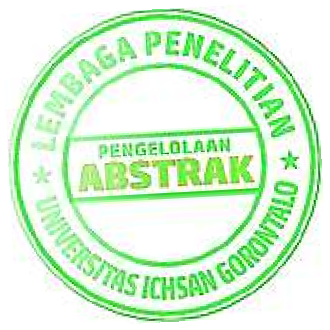 LEMBAGA PENELITIAN
PENGELOLAAN
ABSTRAK
UNIVERSITAS ICHSAN GORONTALO